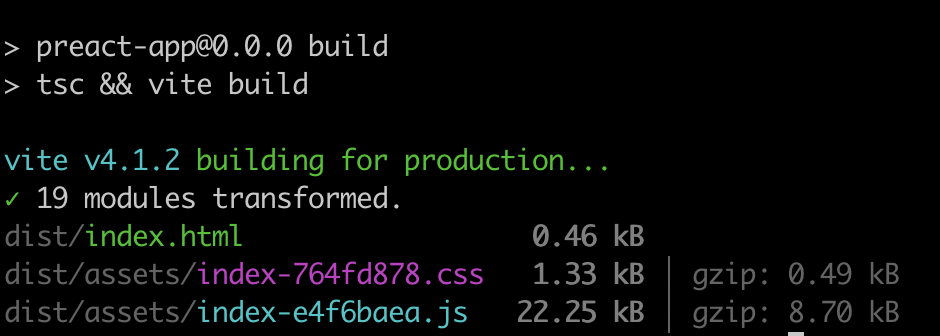 > preact-app@0.0.0 build
> tsc && vite build
vite v4.1.2 building for production...
✓ 19 modules transformed.
dist/index.html 0.46 kB
dist/assets/index-764fd878.css 1.33 kB │ gzip: 0.49 kB
dist/assets/index-e4f6baea.js 22.25 kB │ gzip: 8.70 kB